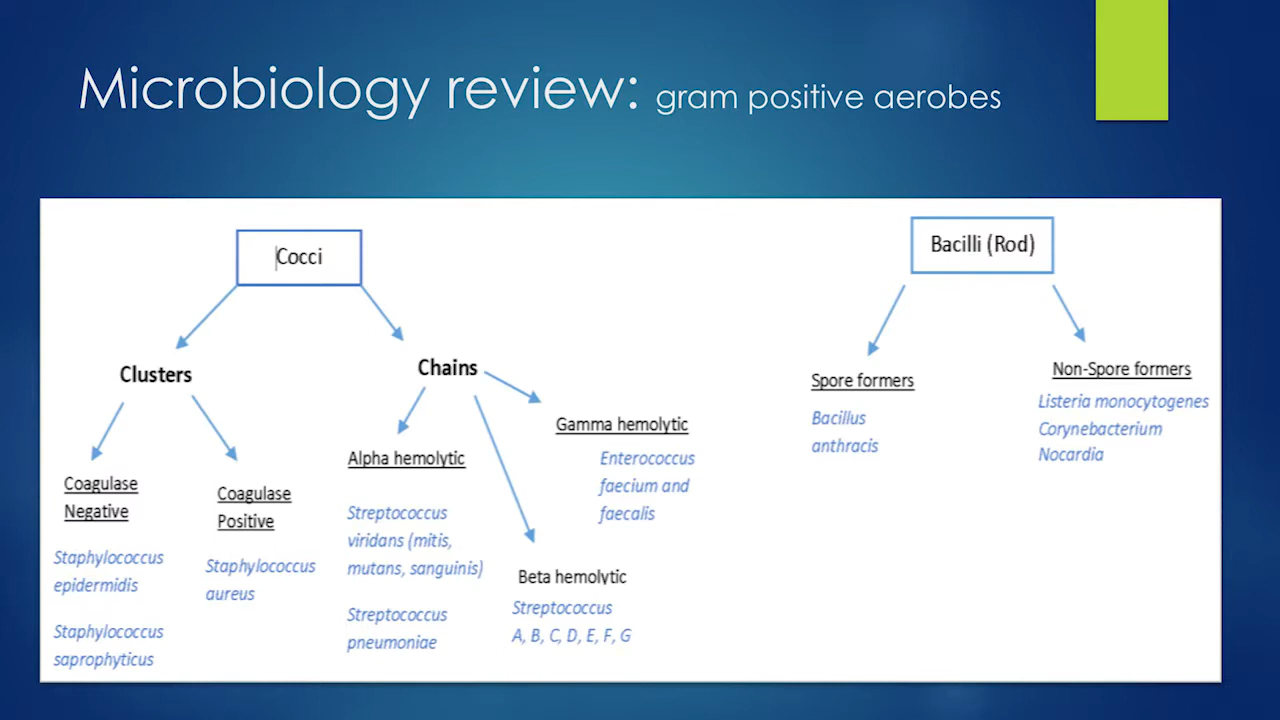 Microbiology review: gram positive aerobes
Cocci
Clusters
Coagulase
Negative
Staphylococcus
epidermidis
Staphylococcus
saprophyticus
Coagulase
Positive
Staphylococcus
aureus
Chains
Alpha hemolytic
Streptococcus
viridans (mitis,
mutans, sanguinis)
Streptococcus
pneumoniae
Beta hemolytic
Streptococcus
A, B, C, D, E, F, G
Gamma hemolytic
Enterococcus
faecium and
faecalis
Bacilli (Rod)
Spore formers
Bacillus
anthracis
Non-Spore formers
Listeria monocytogenes
Corynebacterium
Nocardia